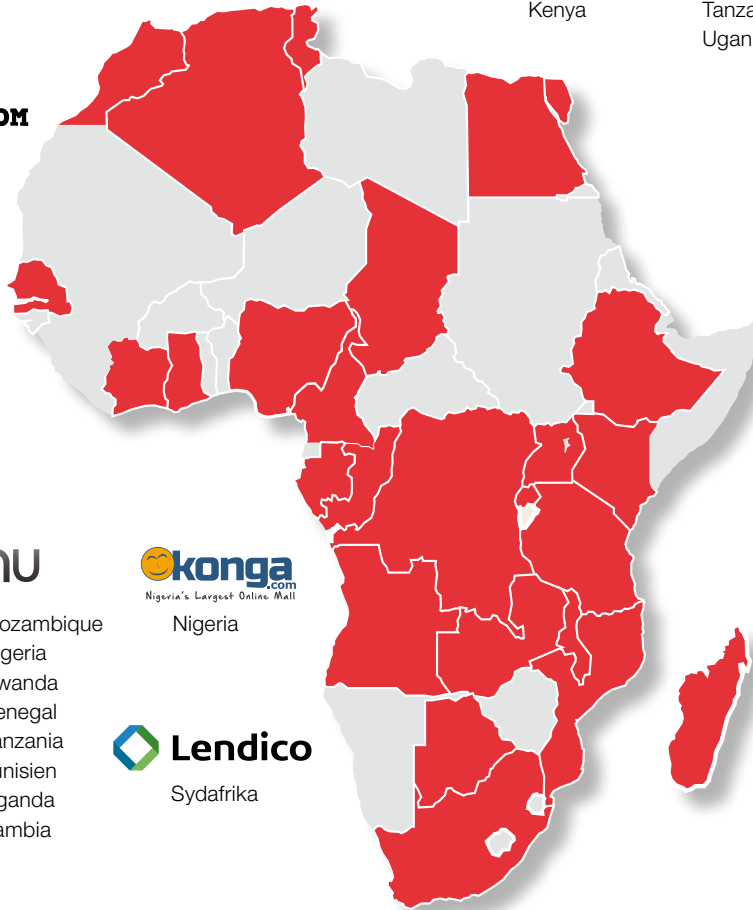 Kenya
Tanza
Ugan
OM
nu
ozambique
geria
wanda
enegal
anzania
unisien
ganda
ambia
konga
.com
Nigeria's Largest Online Mall
Nigeria
Lendico
Sydafrika